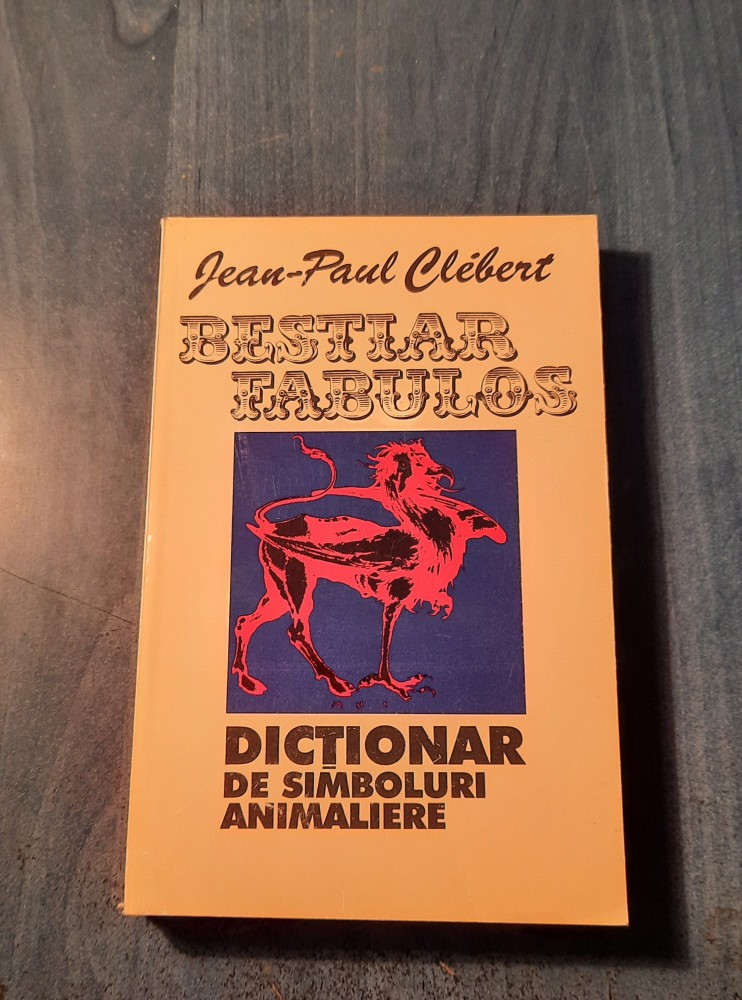 Jean-Paul Clébert
BESTIAR
FABULOS
DICȚIONAR
DE SIMBOLURI
ANIMALIERE